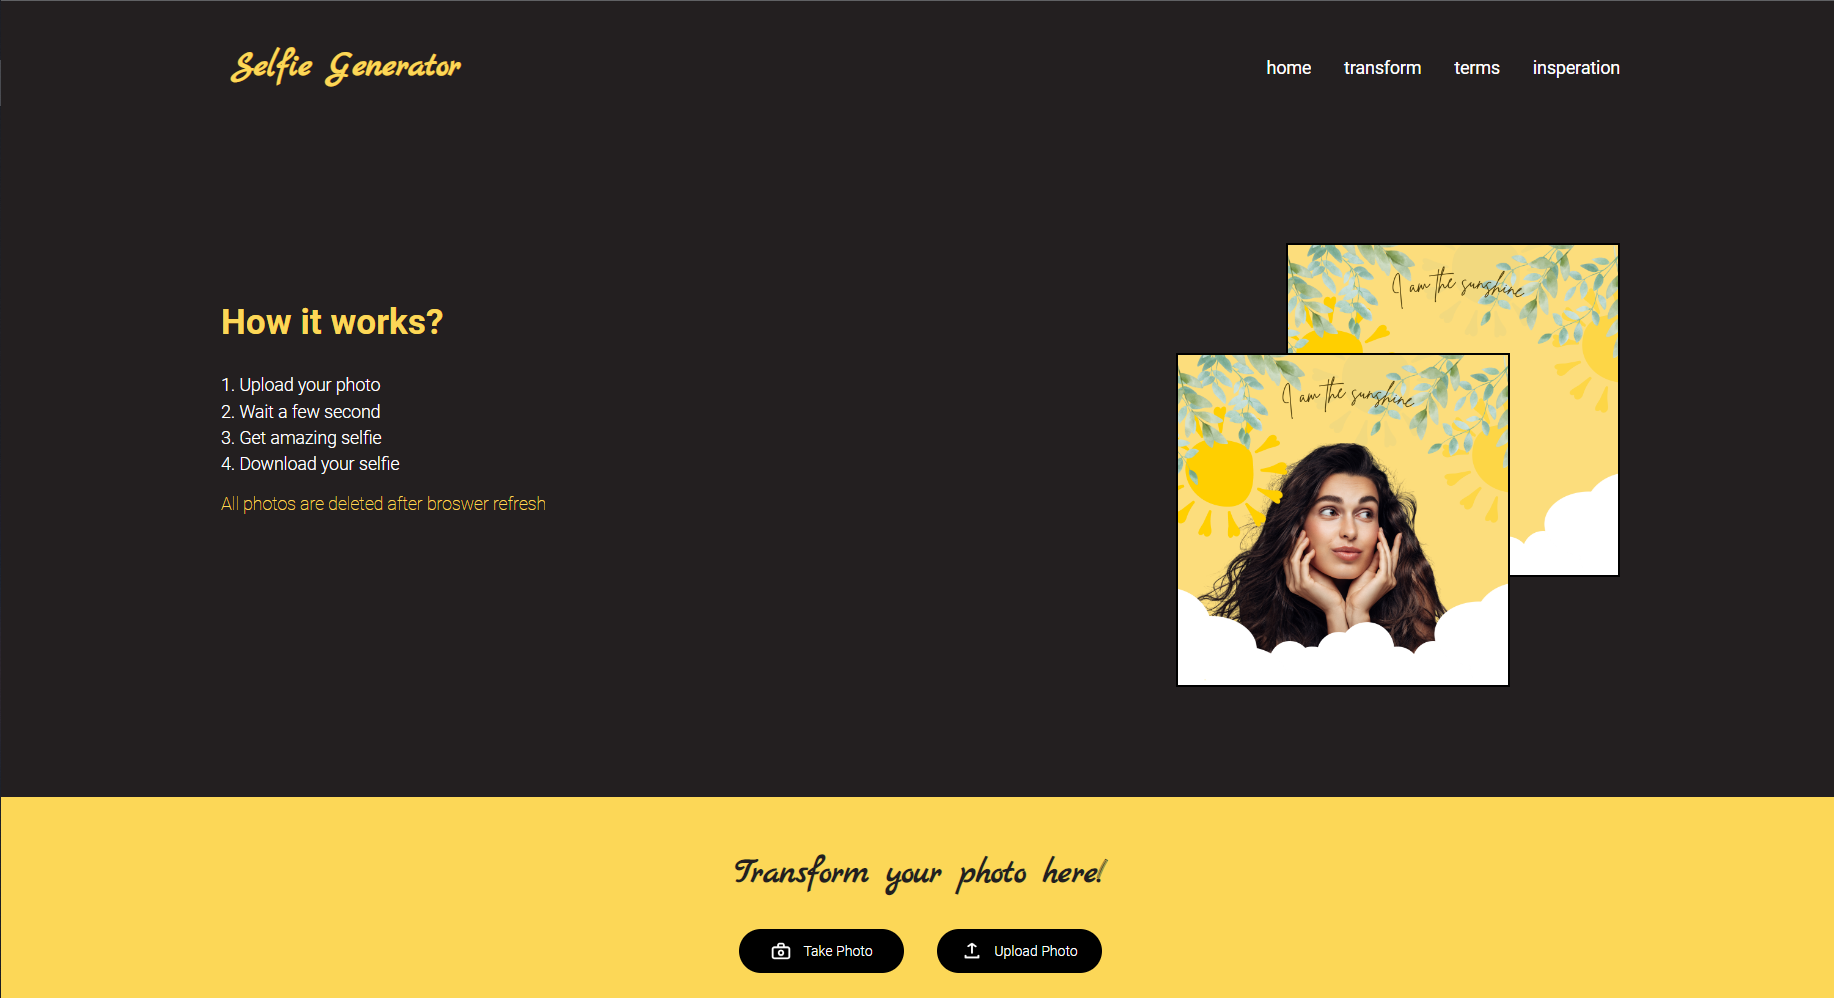 Selfie Generator
home transform terms insperation
How it works?
1. Upload your photo
2. Wait a few second
3. Get amazing selfie
4. Download your selfie
All photos are deleted after broswer refresh
I am the sunshine
I am the sunshine
Transform your photo here!
Take Photo
Upload Photo